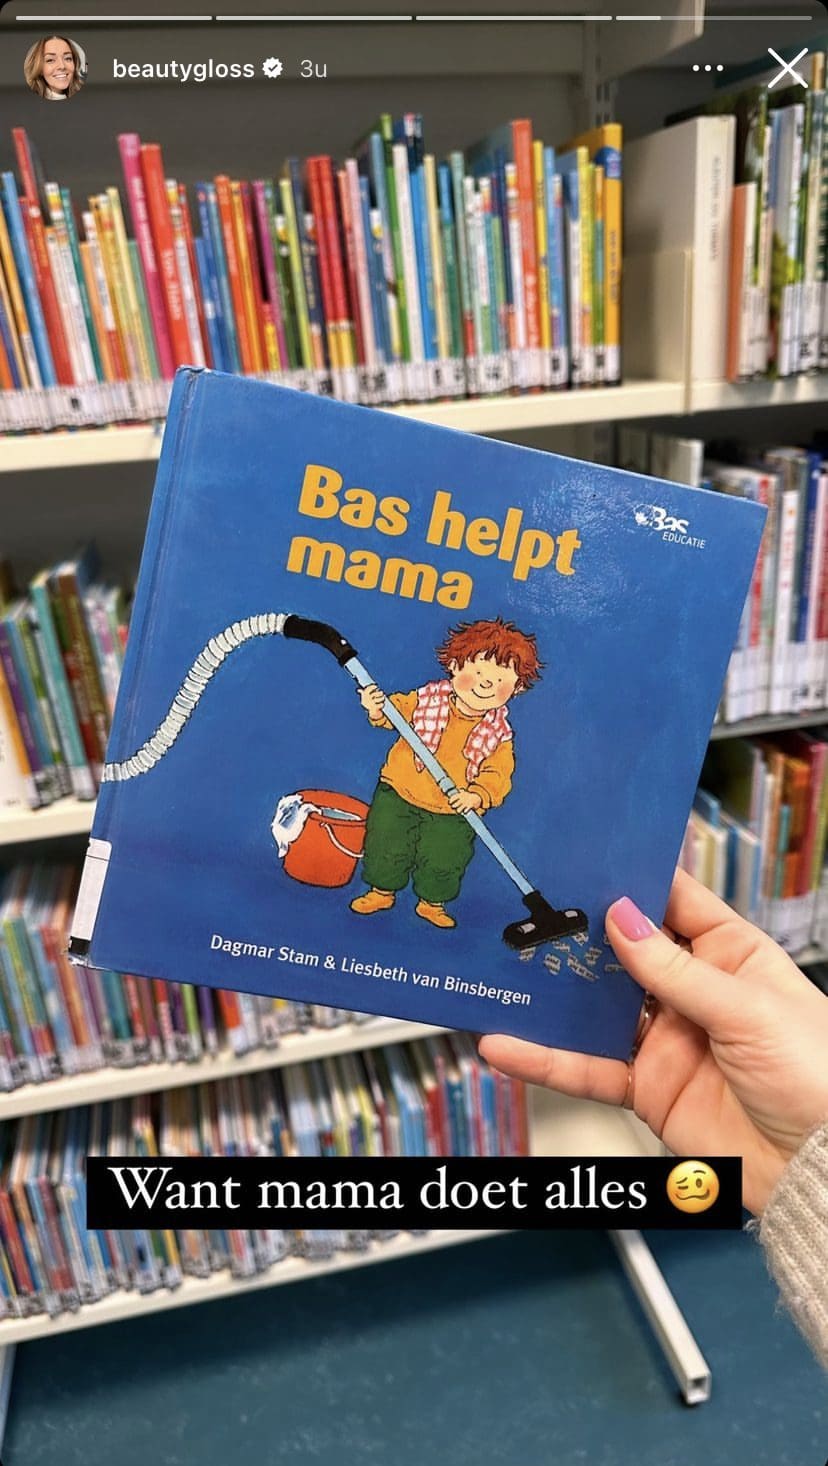 beautygloss 3u
Bas helpt
mama
Bas
EDUCATIE
Dagmar Stam & Liesbeth van Binsbergen
Want mama doet alles 🥴